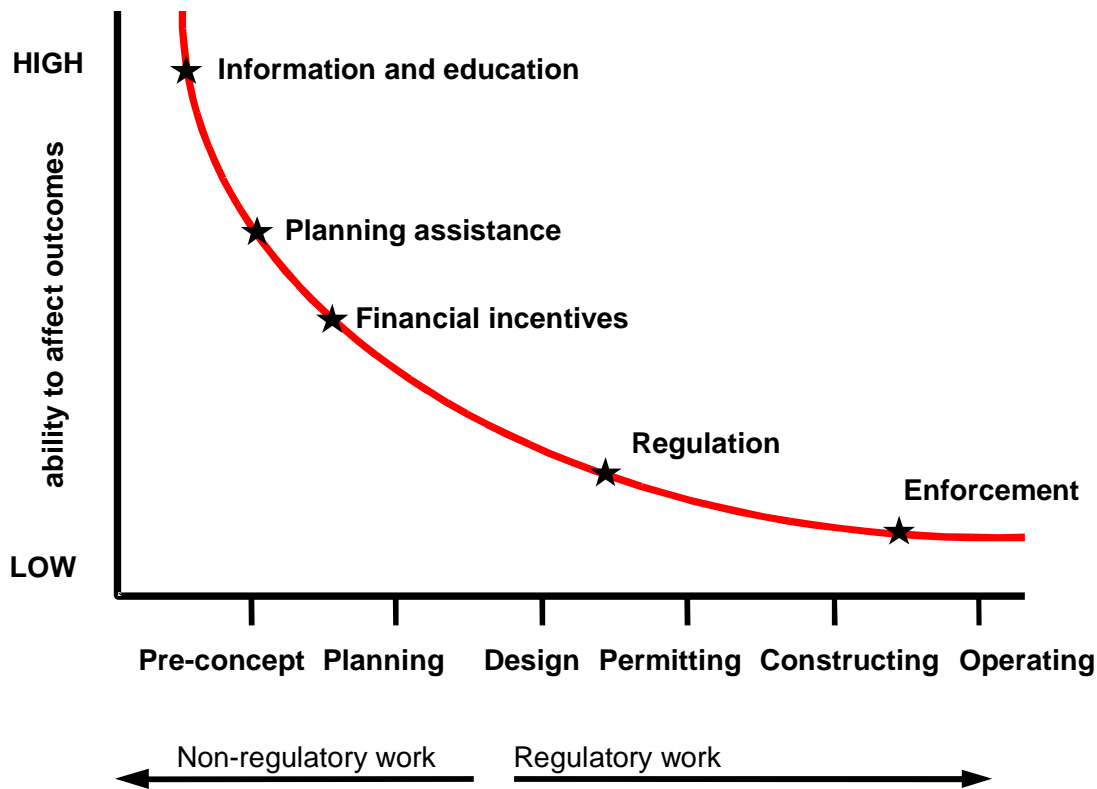 HIGH
Information and education
ability to affect outcomes
Planning assistance
Financial incentives
Regulation
Enforcement
LOW
Pre-concept Planning Design Permitting Constructing Operating
Non-regulatory work Regulatory work